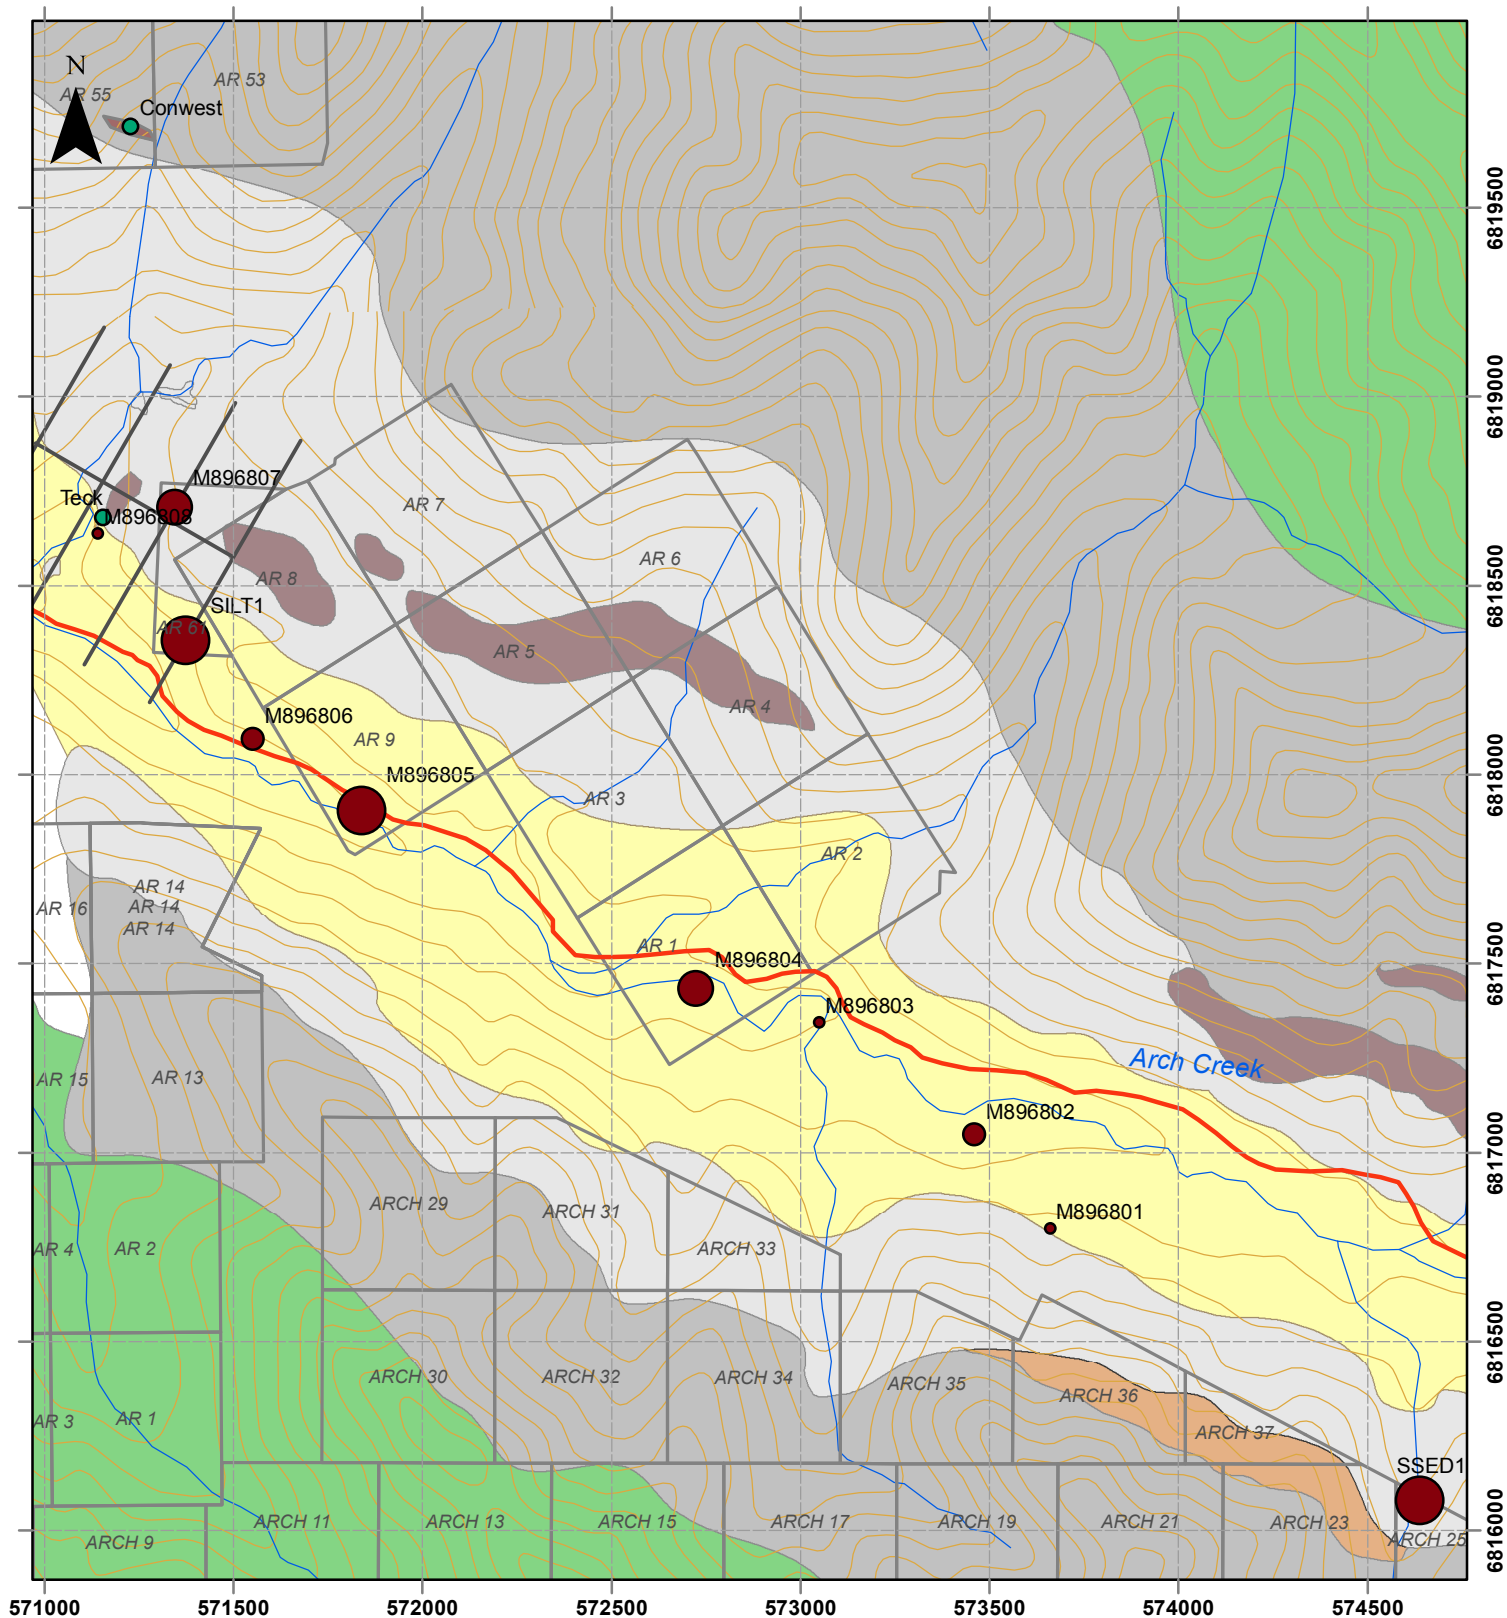 N
AR 53
AR 55
Conwest
6819500
6819000
M896807
Teck
M896808
AR 7
AR 6
AR 8
6818500
SILT1
AR 61
AR 5
AR 4
M896806
AR 9
M896805
6818000
AR 3
AR 2
AR 14
AR 16
AR 14
AR 14
AR 1
M896804
6817500
M896803
Arch Creek
AR 15
AR 13
M896802
6817000
ARCH 29
ARCH 31
M896801
AR 4
AR 2
ARCH 33
6816500
ARCH 30
ARCH 32
ARCH 34
ARCH 35
ARCH 36
AR 3
AR 1
ARCH 37
SSED1
ARCH 9
ARCH 11
ARCH 13
ARCH 15
ARCH 17
ARCH 19
ARCH 21
ARCH 23
ARCH 25
6816000
571000
571500
572000
572500
573000
573500
574000
574500